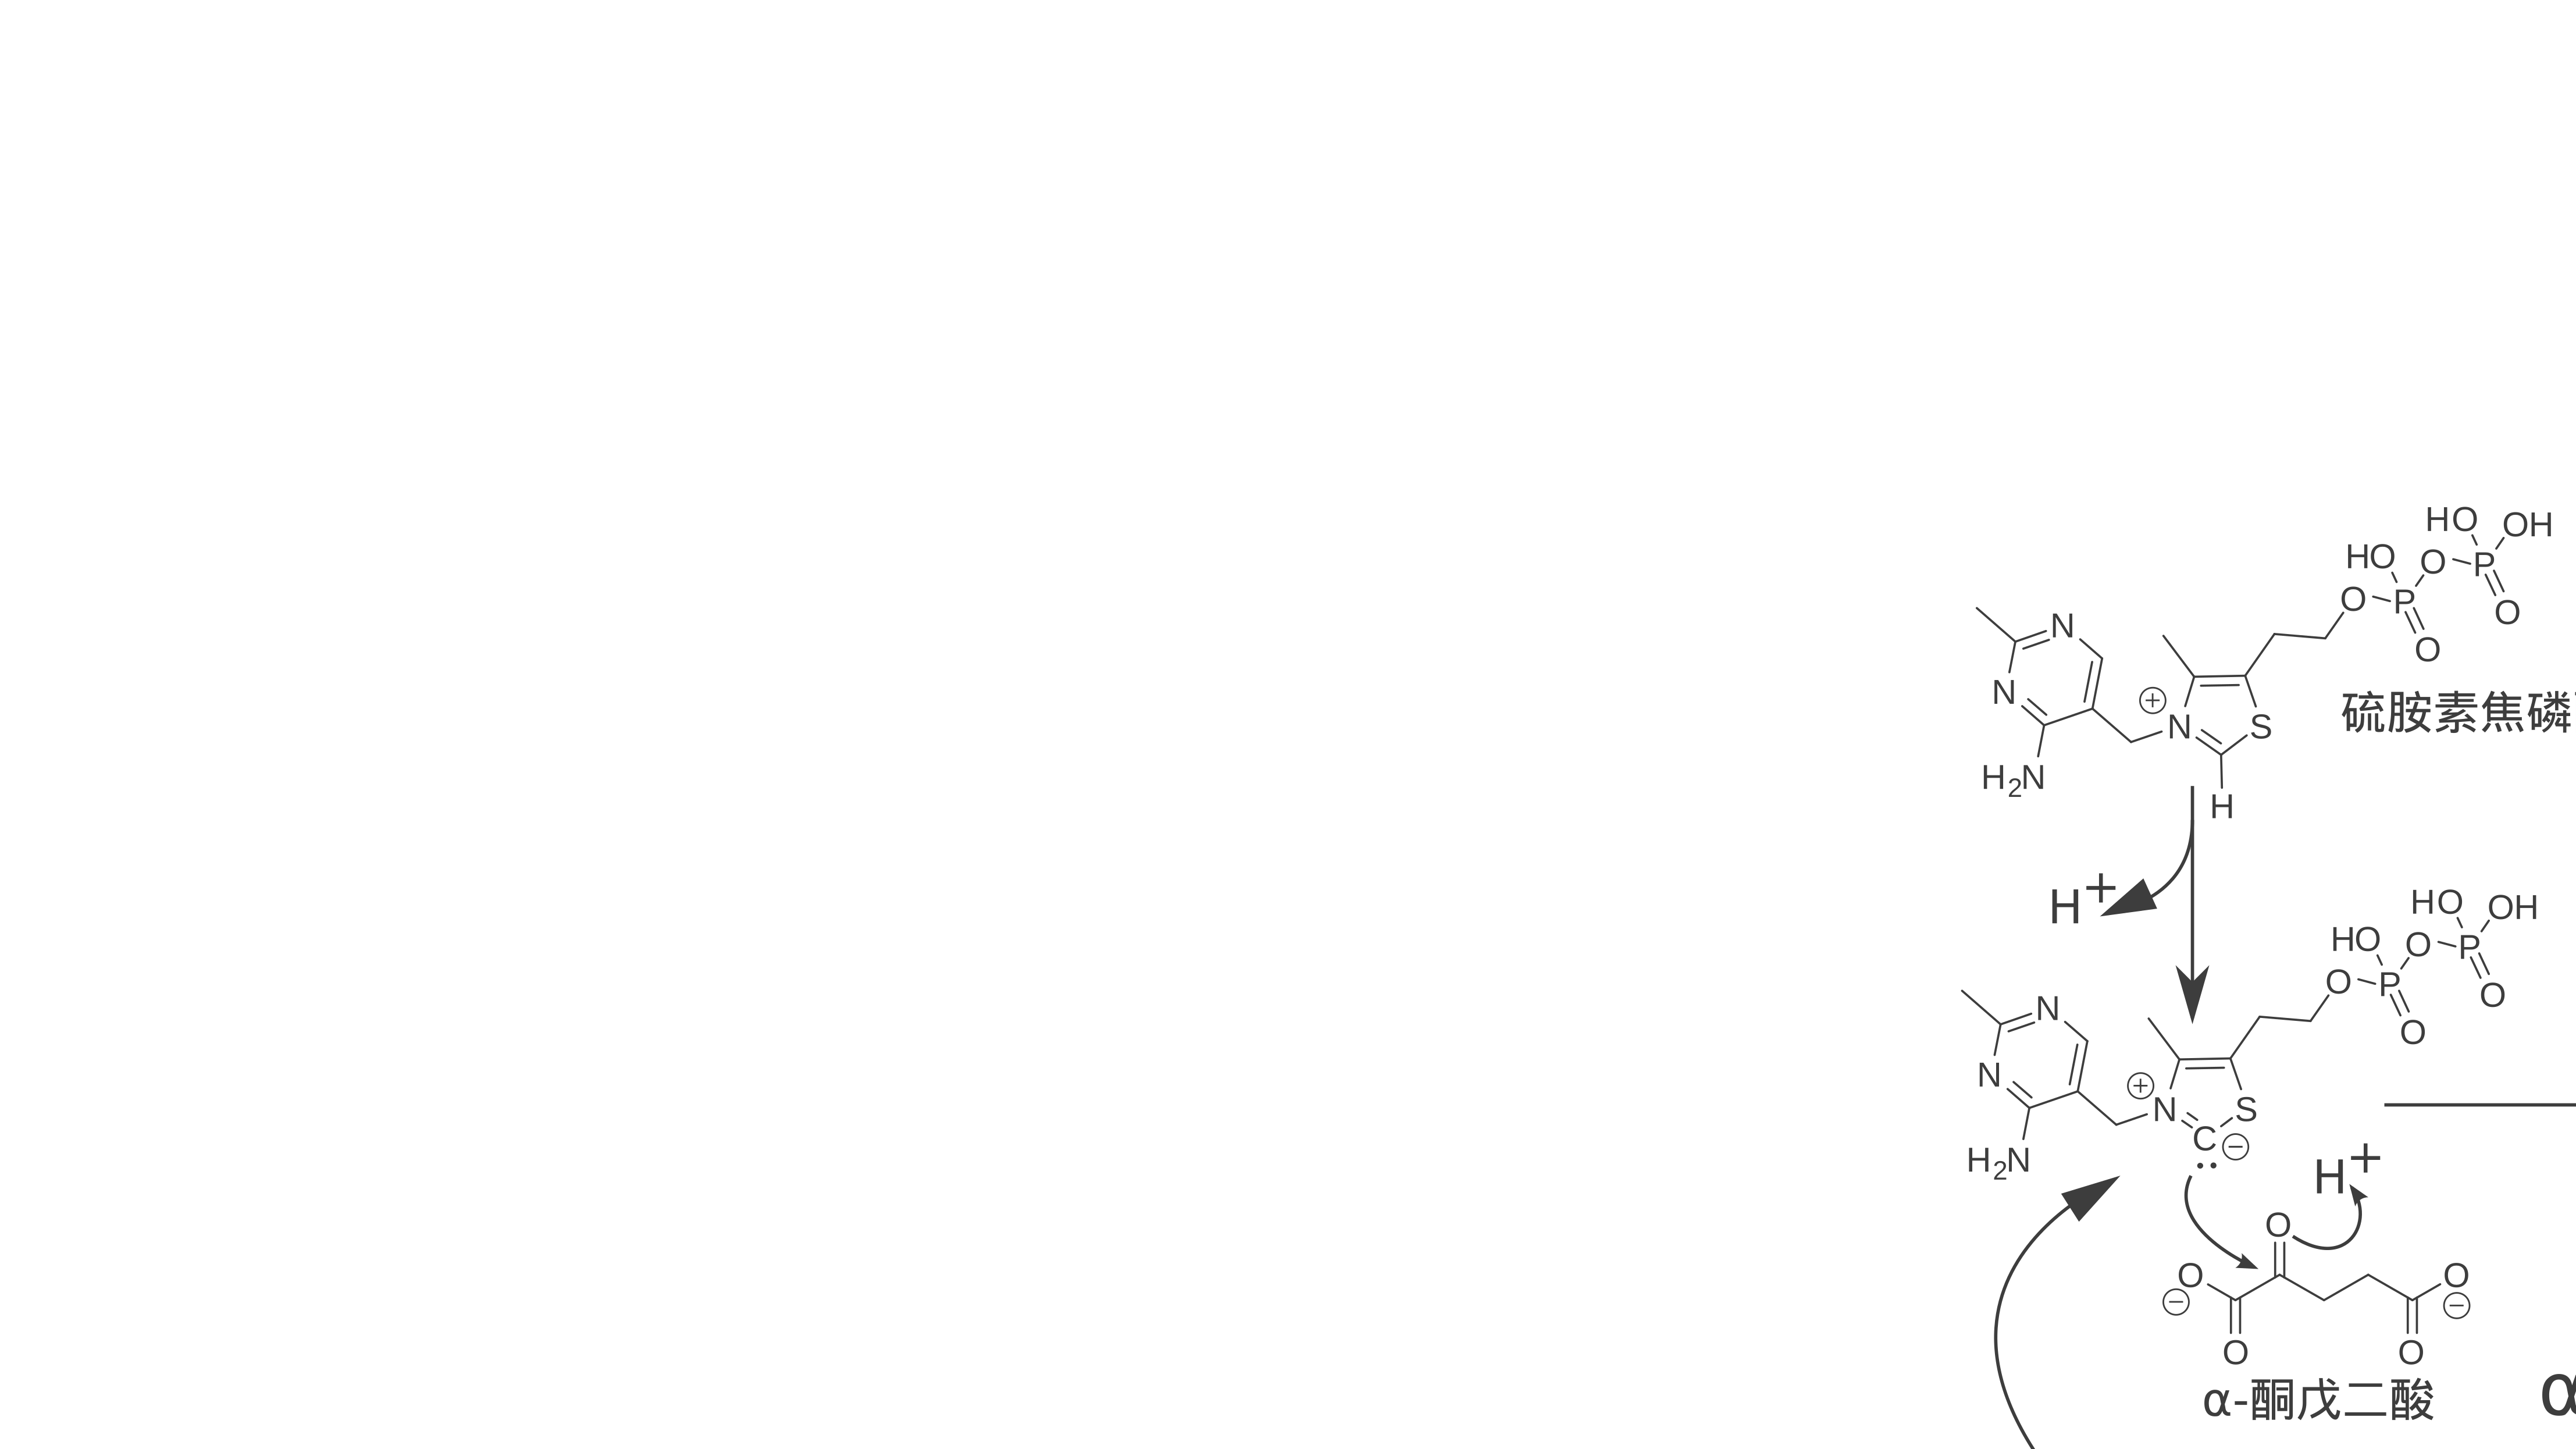 HO OH
HO O P
O P O
O
N
N
⊕
N S
硫胺素焦磷
H2N
H
H+
HO OH
HO O P
O P O
O
N
N
⊕
N S
C ⊖
H2N
H+
O
O O
⊖ ⊖
O O
α-酮戊二酸
α